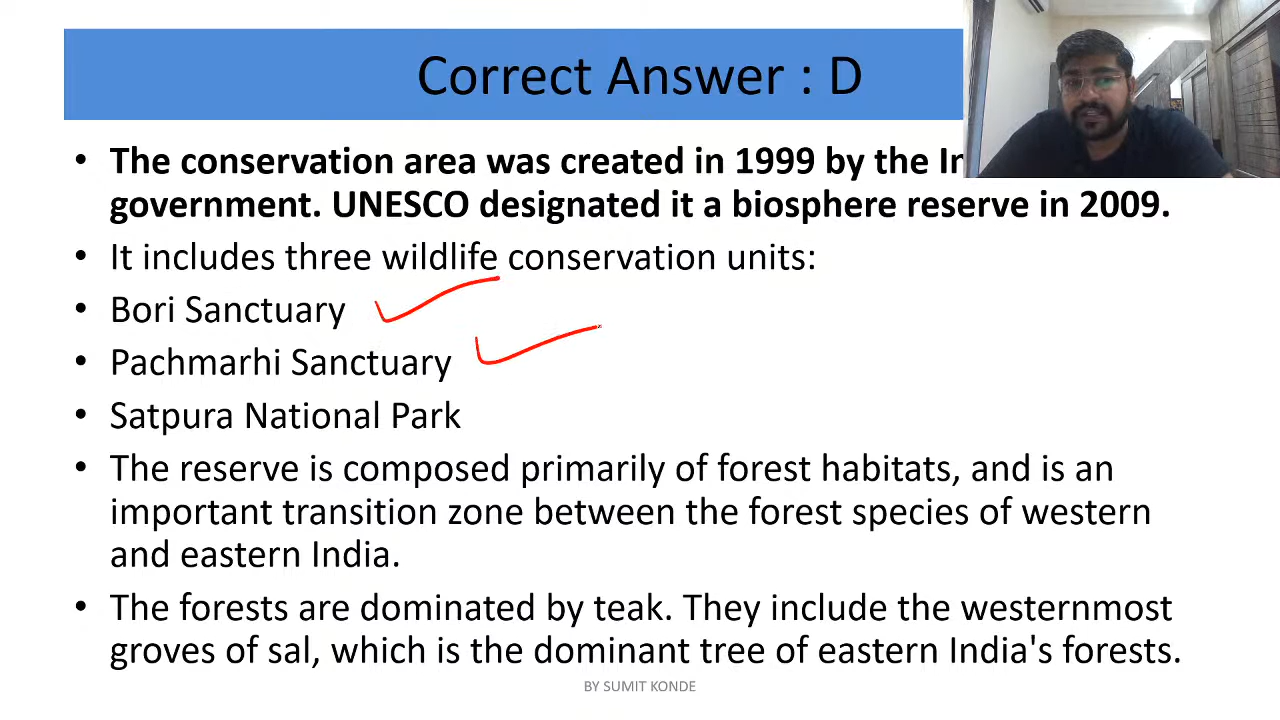 Correct Answer : D
• The conservation area was created in 1999 by the
government. UNESCO designated it a biosphere reserve in 2009.
• It includes three wildlife conservation units:
• Bori Sanctuary
• Pachmarhi Sanctuary
• Satpura National Park
• The reserve is composed primarily of forest habitats, and is an
important transition zone between the forest species of western
and eastern India.
• The forests are dominated by teak. They include the westernmost
groves of sal, which is the dominant tree of eastern India's forests.
BY SUMIT KONDE